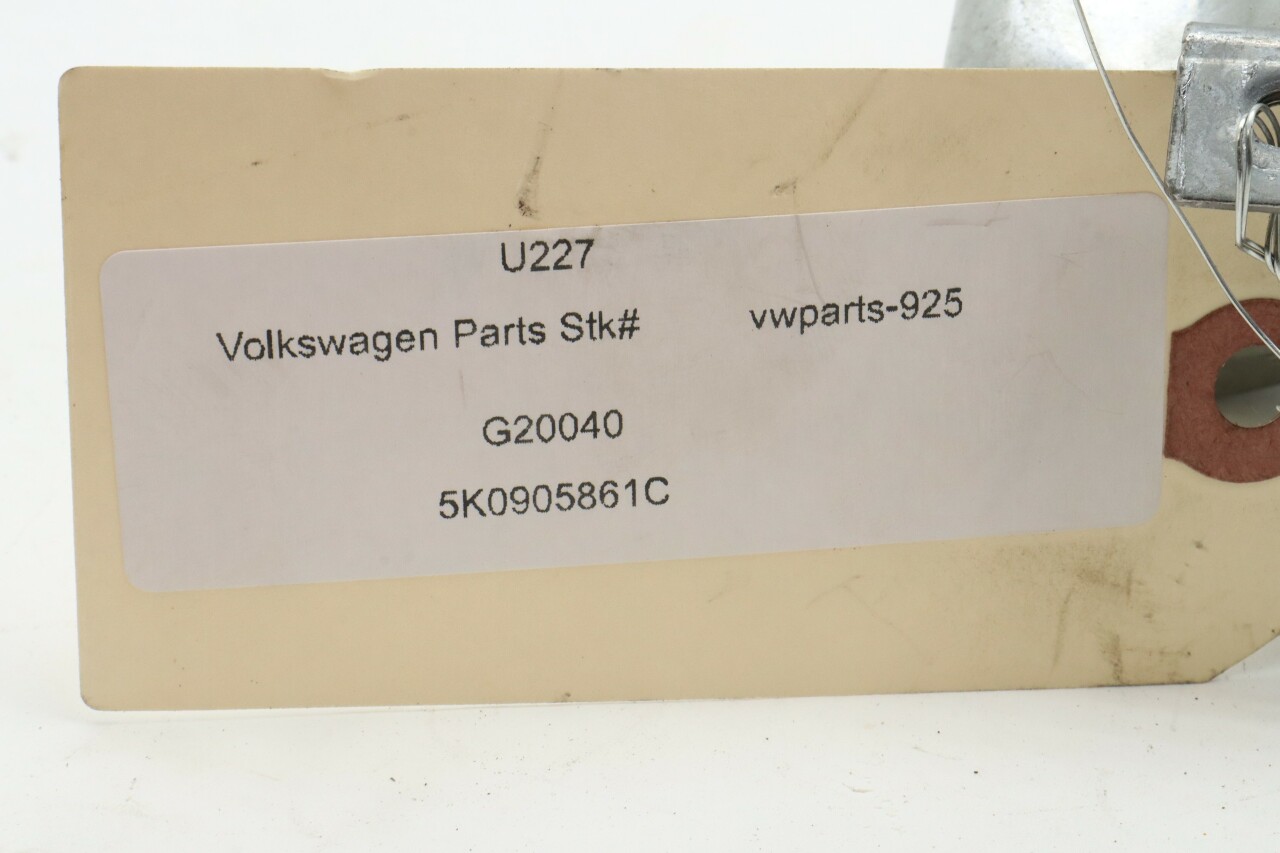 U227
Volkswagen Parts Stk# vwparts-925
G20040
5K0905861C